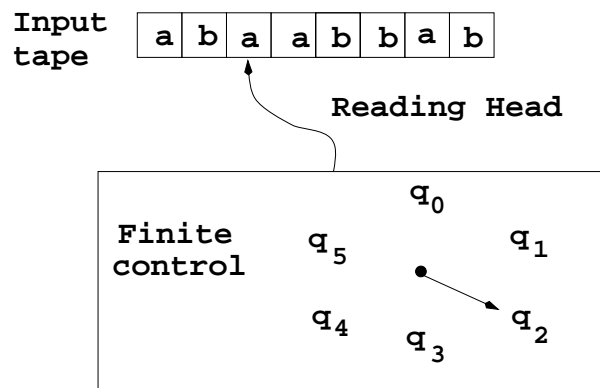 Input
tape
a b a a b b a b
Reading Head
Finite
control
q0
q1
q2
q3
q4
q5